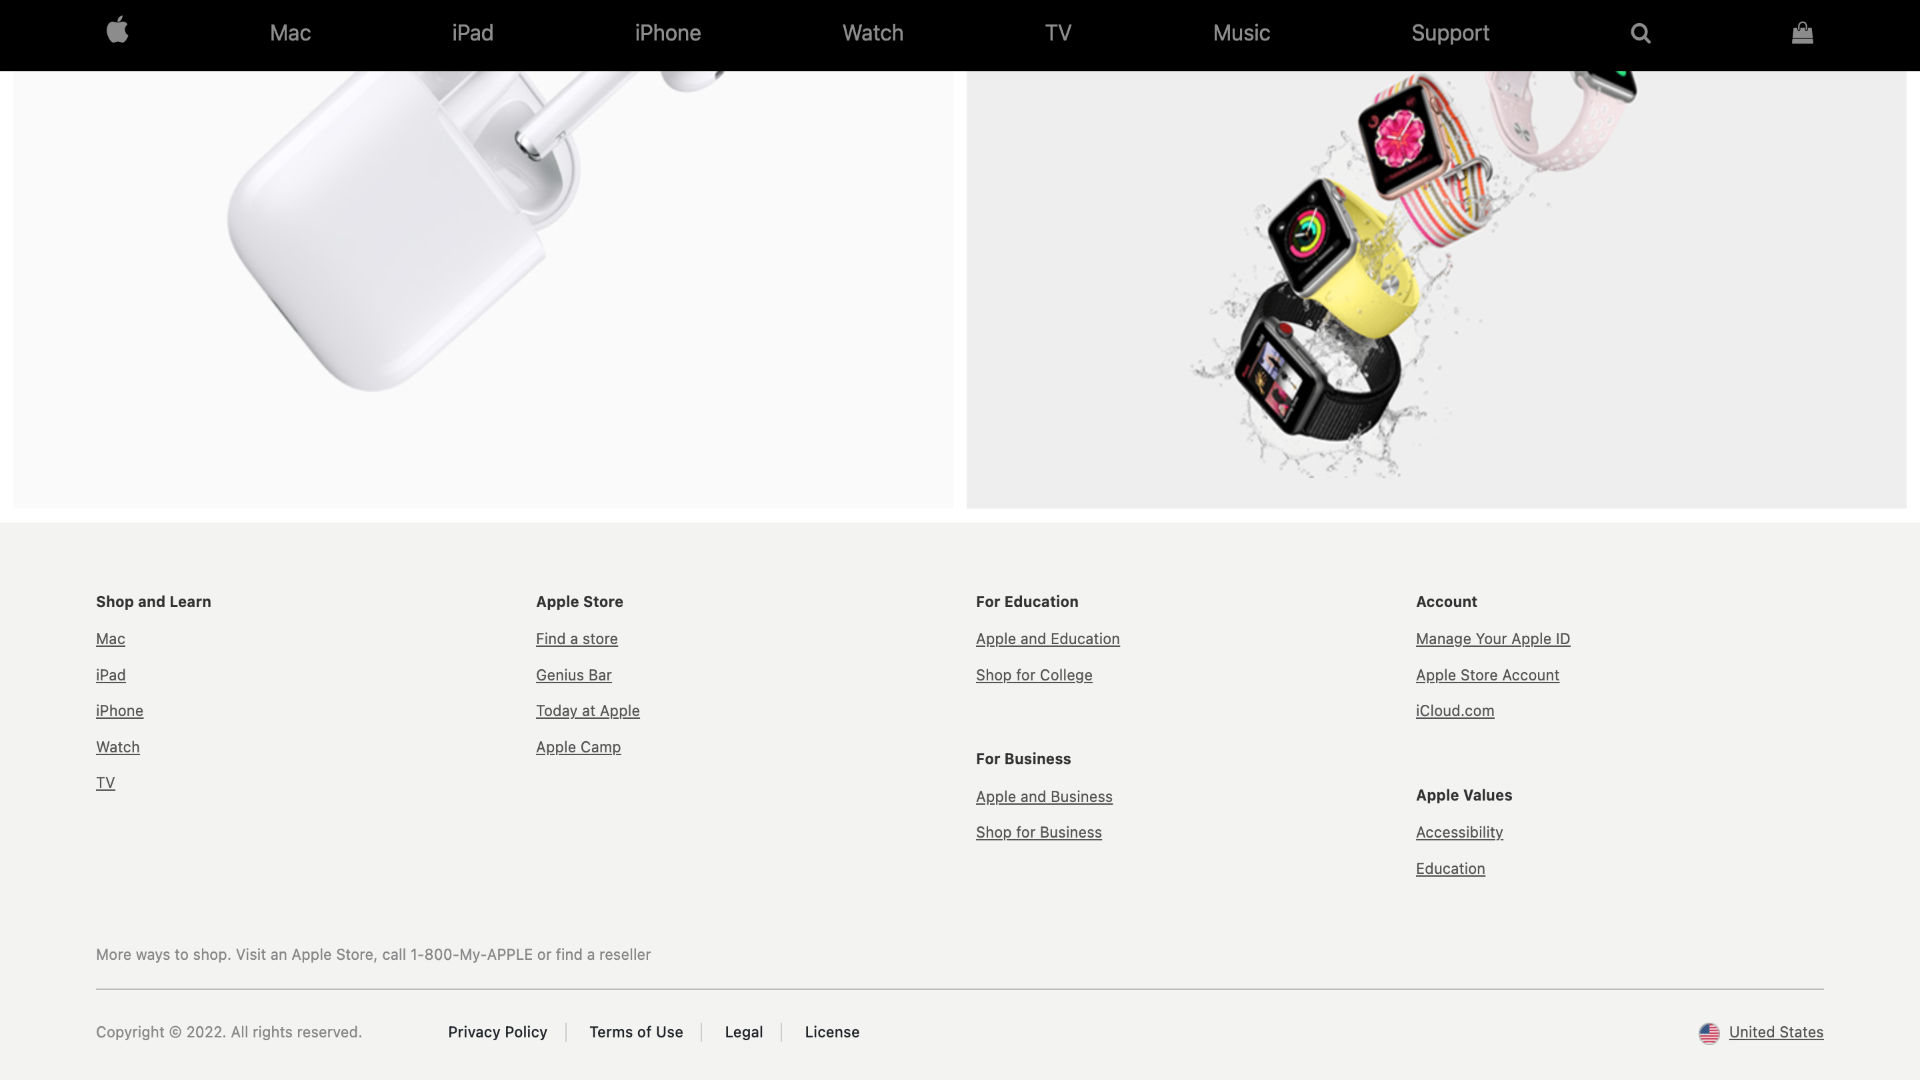 Mac iPad iPhone Watch TV Music Support
Shop and Learn
Mac
iPad
iPhone
Watch
TV
Apple Store
Find a store
Genius Bar
Today at Apple
Apple Camp
For Education
Apple and Education
Shop for College
For Business
Apple and Business
Shop for Business
Account
Manage Your Apple ID
Apple Store Account
iCloud.com
Apple Values
Accessibility
Education
More ways to shop. Visit an Apple Store, call 1-800-My-APPLE or find a reseller
Copyright © 2022. All rights reserved. Privacy Policy Terms of Use Legal License United States